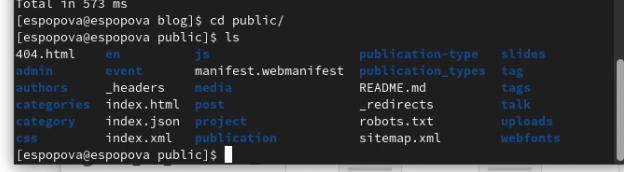 Total in 573 ms
[espopova@espopova blog]$ cd public/
[espopova@espopova public]$ ls
404.html en js publication-type slides
admin event manifest.webmanifest publication_types tag
authors _headers media README.md tags
categories index.html post _redirects talk
category index.json project robots.txt uploads
css index.xml publication sitemap.xml webfonts
[espopova@espopova public]$